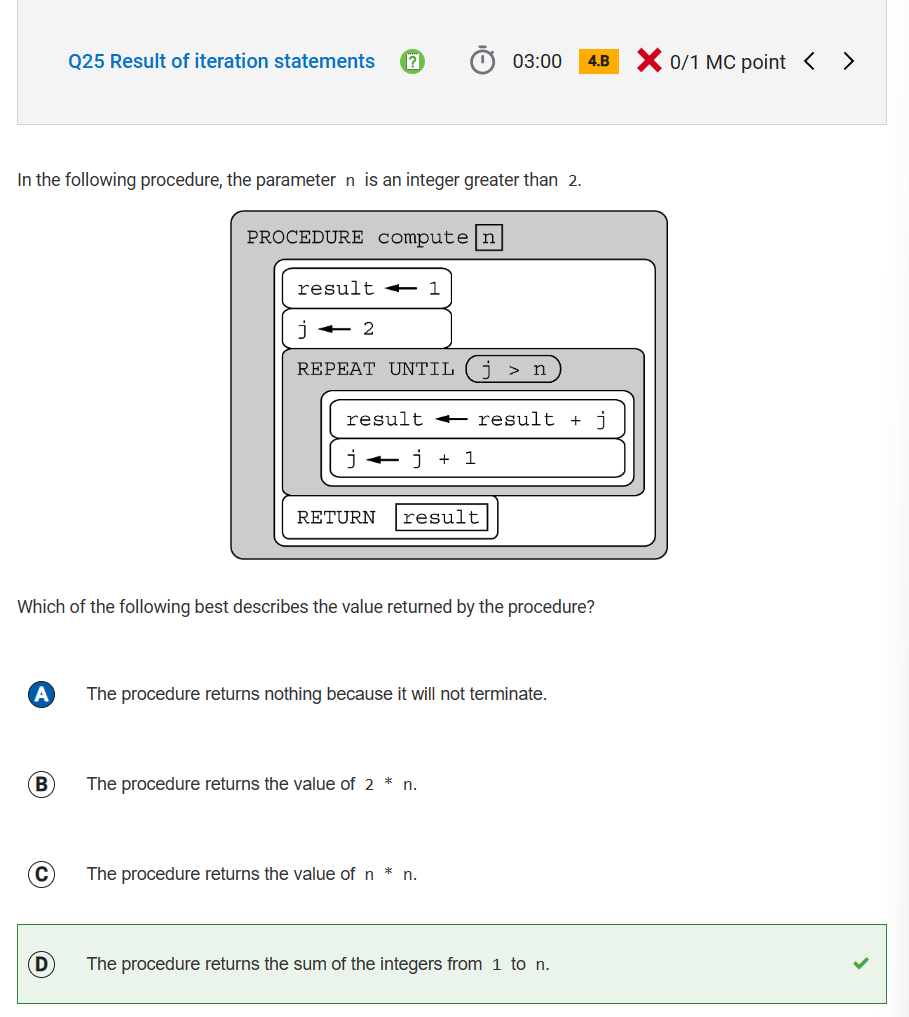 Q25 Result of iteration statements ? 03:00 4.B 0/1 MC point
In the following procedure, the parameter n is an integer greater than 2.
PROCEDURE compute n
result ← 1
j ← 2
REPEAT UNTIL j > n
result ← result + j
j ← j + 1
RETURN result
Which of the following best describes the value returned by the procedure?
A The procedure returns nothing because it will not terminate.
B The procedure returns the value of 2 * n.
C The procedure returns the value of n * n.
D The procedure returns the sum of the integers from 1 to n.